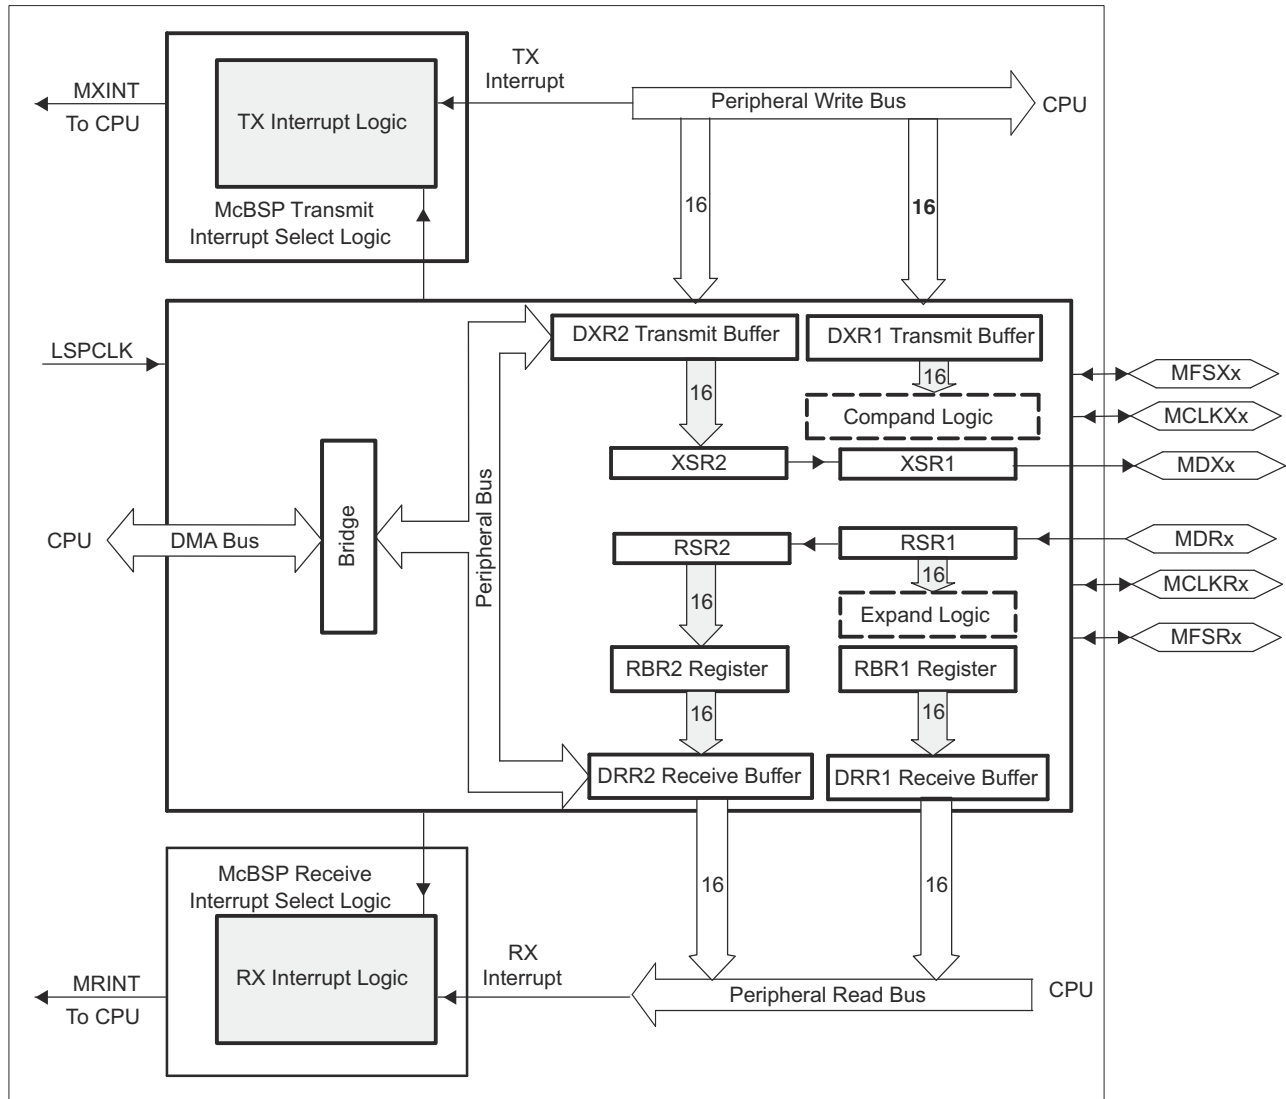 TX
Interrupt
MXINT
To CPU
TX Interrupt Logic
Peripheral Write Bus
CPU
McBSP Transmit
Interrupt Select Logic
16
16
LSPCLK
DXR2 Transmit Buffer
DXR1 Transmit Buffer
MFSXx
16
16
Compand Logic
MCLKXx
XSR2
XSR1
MDXx
Peripheral Bus
CPU
DMA Bus
Bridge
RSR2
RSR1
MDRx
16
16
MCLKRx
Expand Logic
MFSRx
RBR2 Register
RBR1 Register
16
16
DRR2 Receive Buffer
DRR1 Receive Buffer
McBSP Receive
Interrupt Select Logic
16
16
RX
Interrupt
MRINT
To CPU
RX Interrupt Logic
Peripheral Read Bus
CPU